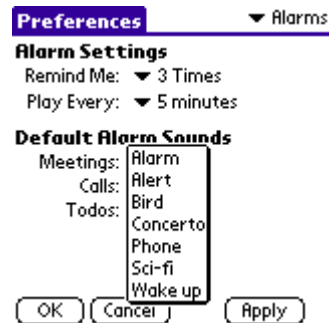 Preferences ▼ Alarms
Alarm Settings
Remind Me: ▼ 3 Times
Play Every: ▼ 5 minutes
Default Alarm Sounds
Meetings: Alarm
Calls: Alert
Todos: Bird
Concerto
Phone
Sci-fi
Wake up
OK Cancel Apply